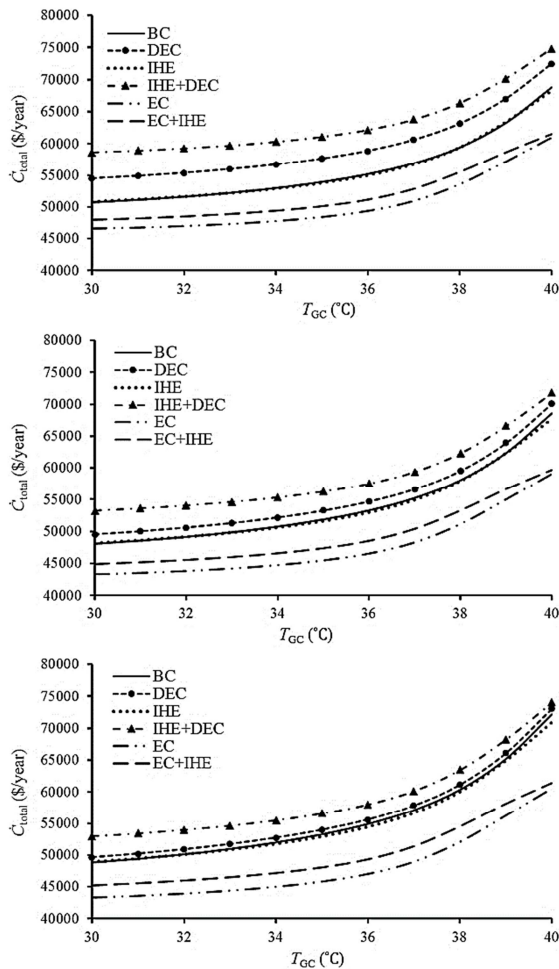 80000
75000
70000
65000
60000
55000
50000
45000
40000
Ċtotal ($/year)
BC
DEC
IHE
IHE+DEC
EC
EC+IHE
30 32 34 36 38 40
TGC (°C)
80000
75000
70000
65000
60000
55000
50000
45000
40000
Ċtotal ($/year)
BC
DEC
IHE
IHE+DEC
EC
EC+IHE
30 32 34 36 38 40
TGC (°C)
80000
75000
70000
65000
60000
55000
50000
45000
40000
Ċtotal ($/year)
BC
DEC
IHE
IHE+DEC
EC
EC+IHE
30 32 34 36 38 40
TGC (°C)